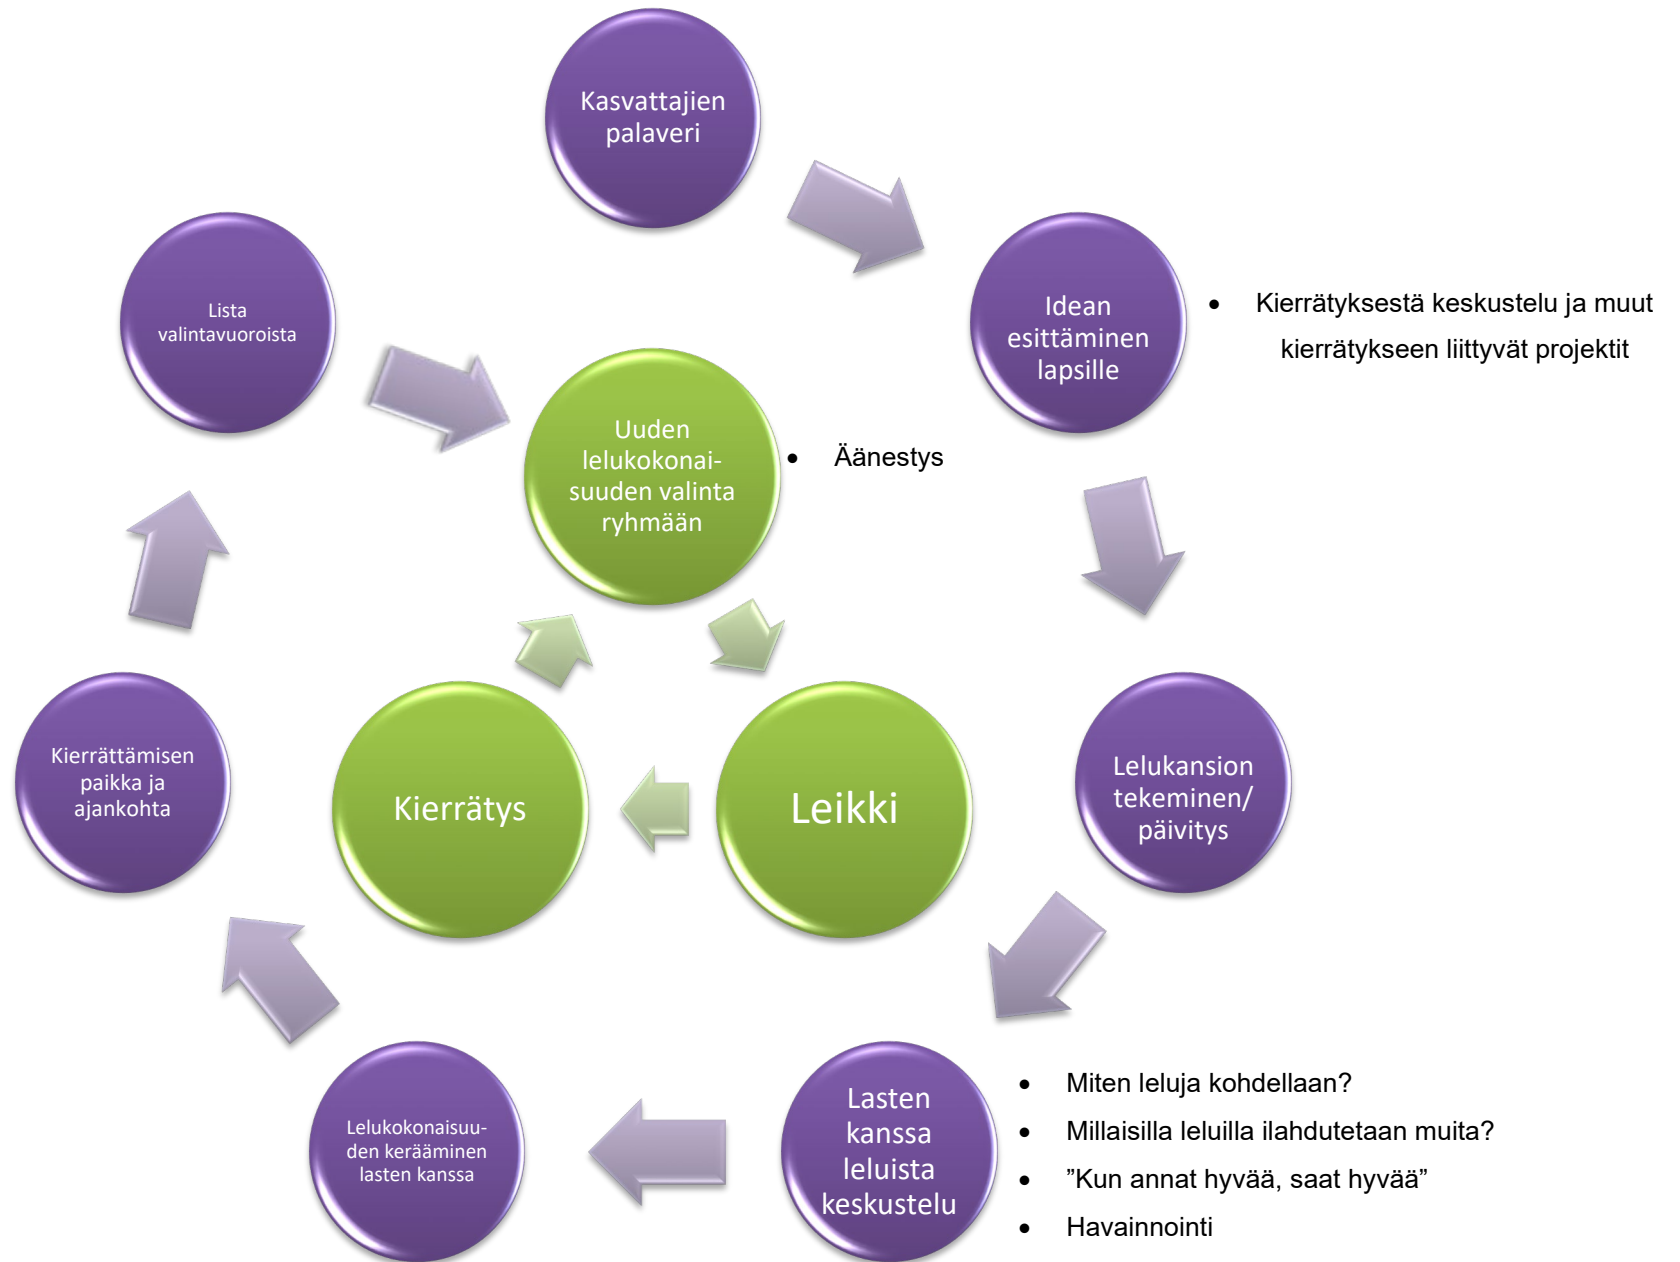 Kasvattajien
palaveri
Idean
esittäminen
lapsille
• Kierrätyksestä keskustelu ja muut
kierrätykseen liittyvät projektit
Lelukansion
tekeminen/
päivitys
Lasten
kanssa
leluista
keskustelu
• Miten leluja kohdellaan?
• Millaisilla leluilla ilahdutetaan muita?
• ”Kun annat hyvää, saat hyvää”
• Havainnointi
Lelukokonaisuu-
den kerääminen
lasten kanssa
Kierrättämisen
paikka ja
ajankohta
Lista
valintavuoroista
Uuden
lelukokonai-
suuden valinta
ryhmään
• Äänestys
Leikki
Kierrätys